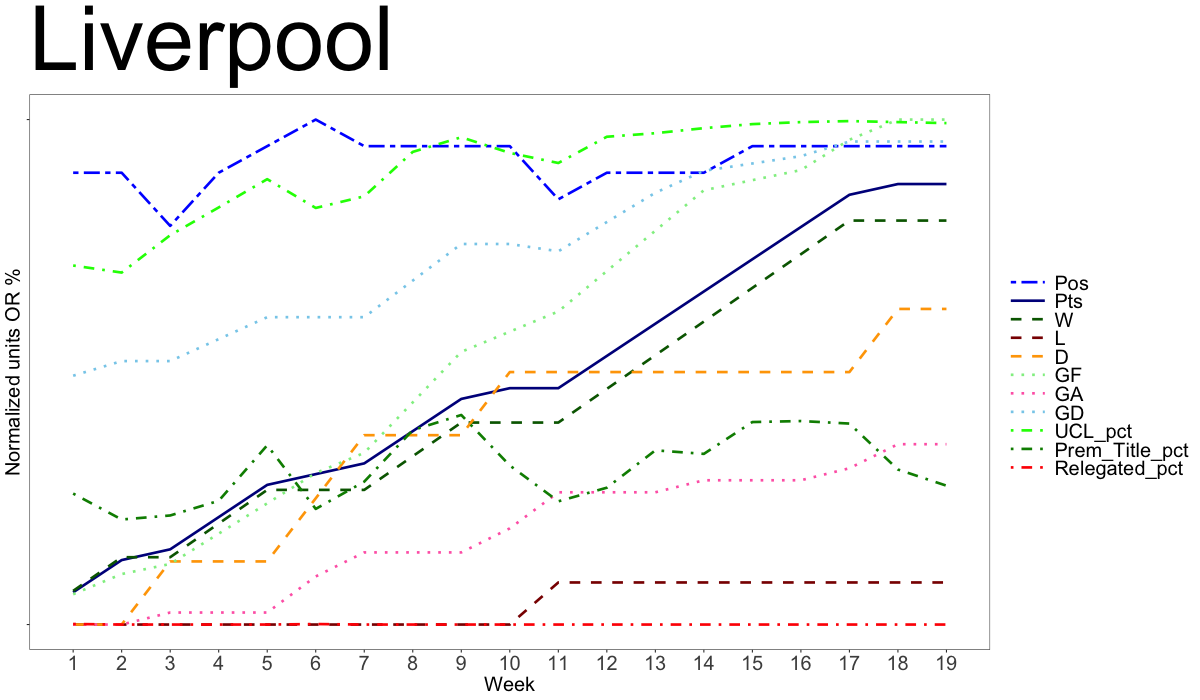 Liverpool
Normalized units OR %
1 2 3 4 5 6 7 8 9 10 11 12 13 14 15 16 17 18 19
Week
Pos
Pts
W
L
D
GF
GA
GD
UCL_pct
Prem_Title_pct
Relegated_pct